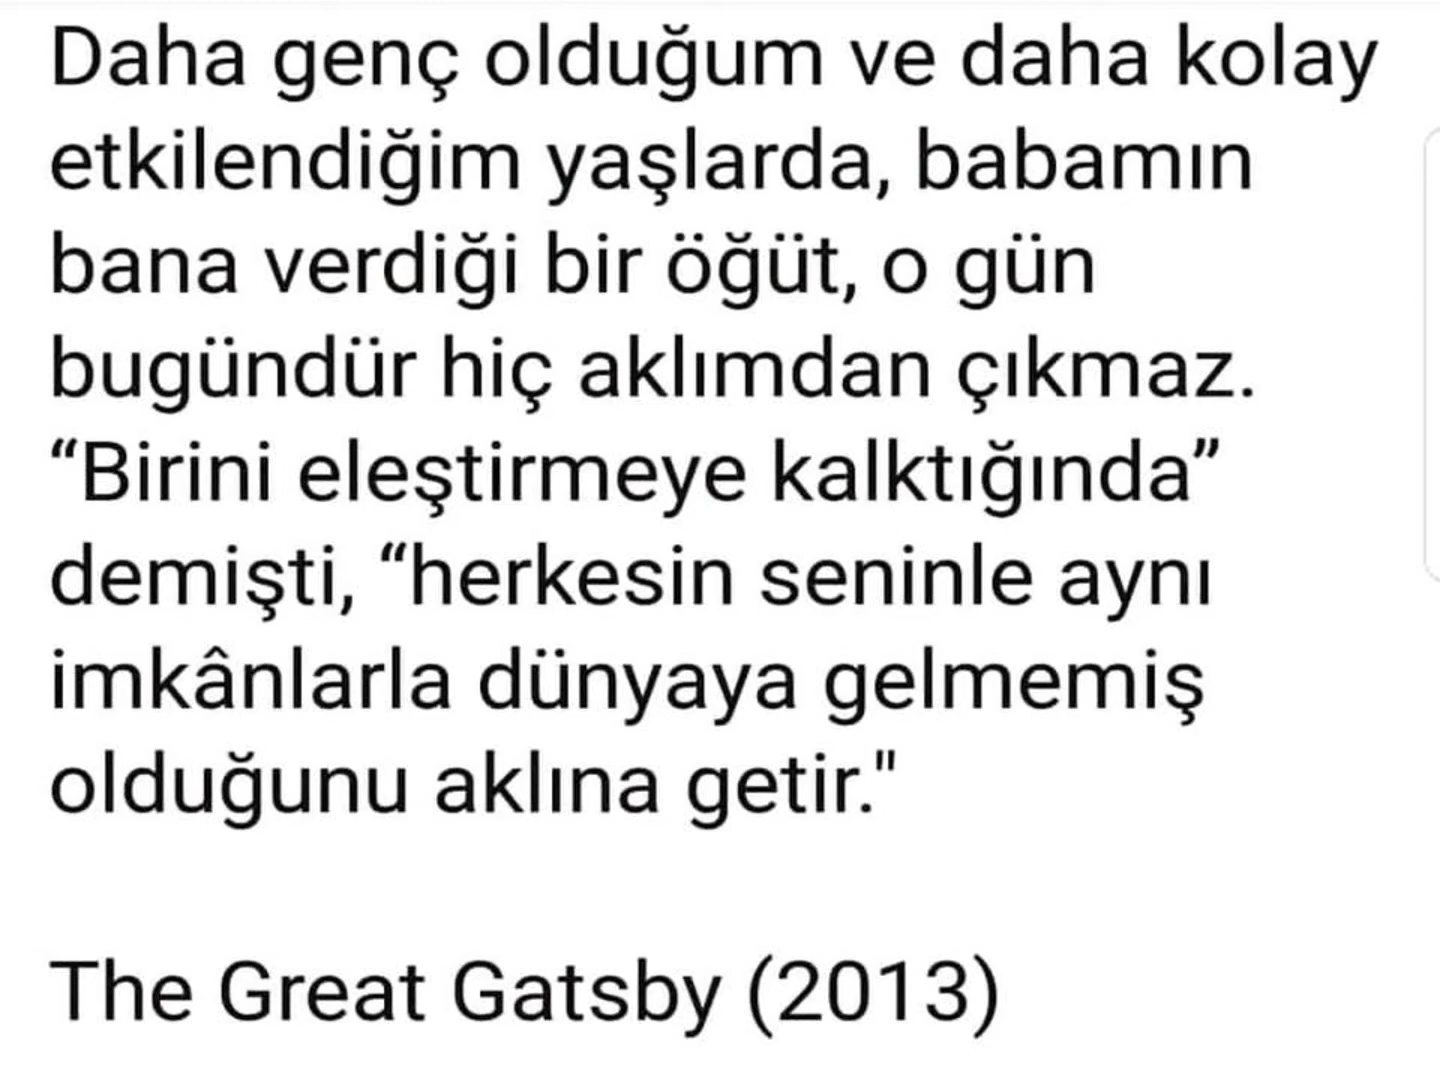 Daha genç olduğum ve daha kolay
etkilendiğim yaşlarda, babamın
bana verdiği bir öğüt, o gün
bugündür hiç aklımdan çıkmaz.
“Birini eleştirmeye kalktığında”
demişti, “herkesin seninle aynı
imkânlarla dünyaya gelmemiş
olduğunu aklına getir."
The Great Gatsby (2013)